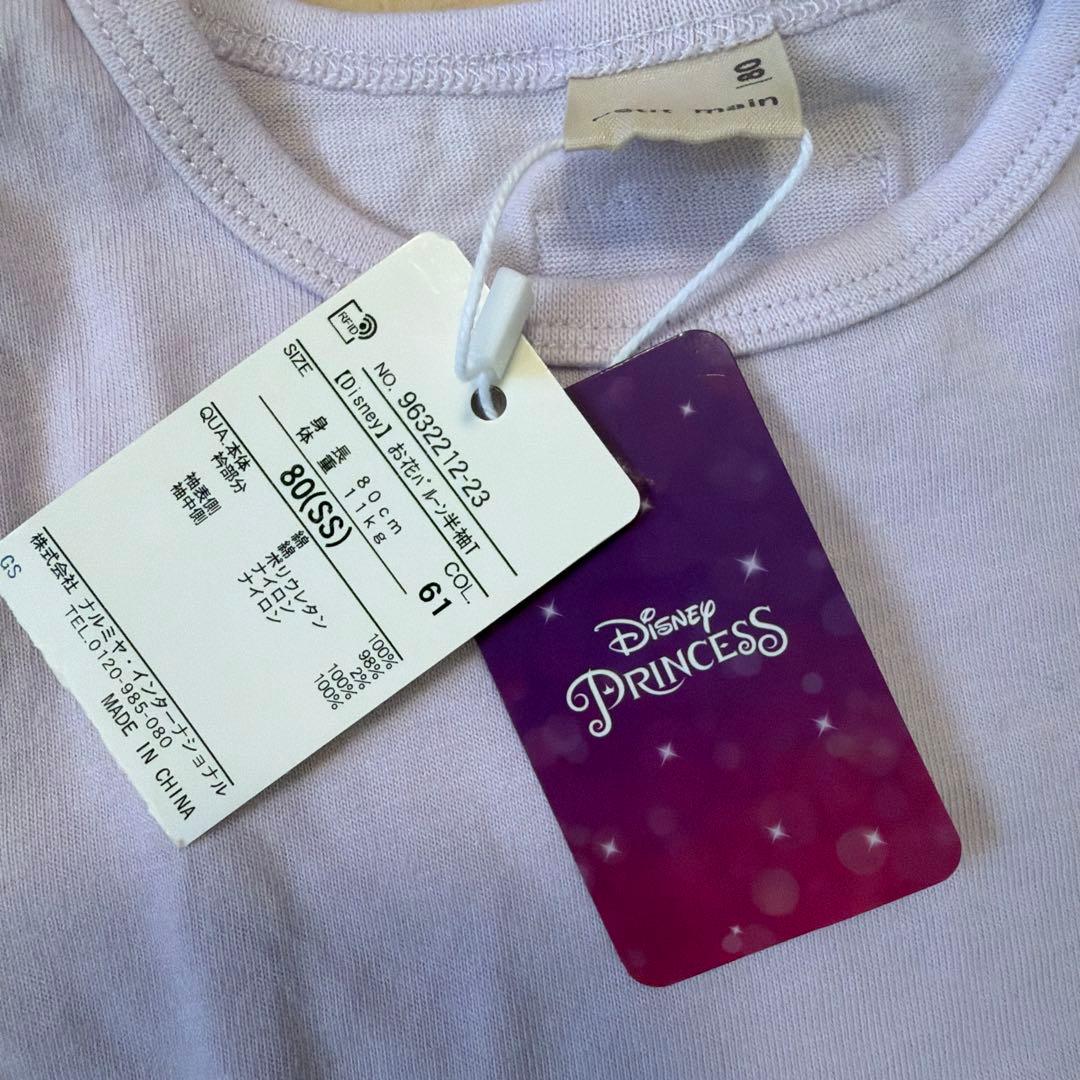 80
petit main
RFID
NO. 9632212-23
【Disney】お花バルーン半袖T
SIZE
COL.
身長 80cm
体重 11kg
61
80(SS)
QUA.本体 綿 100%
衿部分 綿 98%
ポリウレタン 2%
袖表側 ナイロン 100%
袖中側 ナイロン 100%
株式会社 ナルミヤ・インターナショナル
TEL.0120-985-080
MADE IN CHINA
GS
Disney
PRINCESS